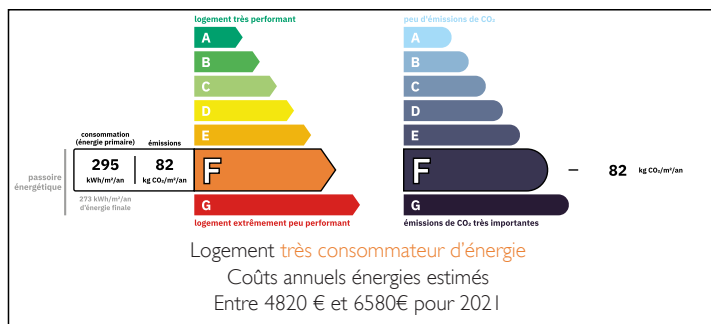 logement très performant
A
B
C
D
E
consommation
(énergie primaire)
émissions
295
kWh/m²/an
82
kg CO₂/m²/an
F
passoire
énergétique
273 kWh/m²/an
d'énergie finale
G
logement extrêmement peu performant
peu d'émissions de CO₂
A
B
C
D
E
F
82 kg CO₂/m²/an
G
émissions de CO₂ très importantes
Logement très consommateur d'énergie
Coûts annuels énergies estimés
Entre 4820 € et 6580€ pour 2021